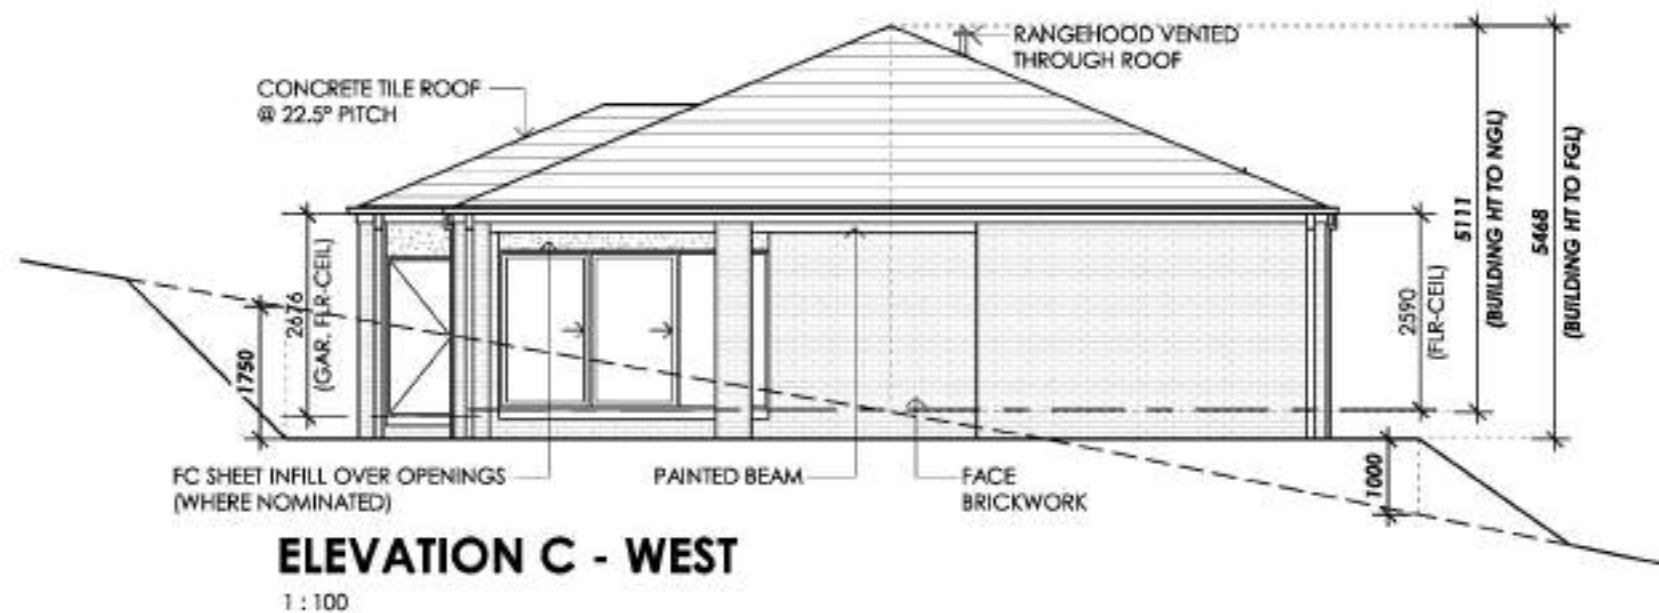 RANGEHOOD VENTED
THROUGH ROOF
CONCRETE TILE ROOF
@ 22.5° PITCH
2676
(GAR. FLR-CEIL)
1750
2590
(FLR-CEIL)
5111
(BUILDING HT TO NGL)
5468
(BUILDING HT TO FGL)
1000
FC SHEET INFILL OVER OPENINGS
(WHERE NOMINATED)
PAINTED BEAM
FACE
BRICKWORK
ELEVATION C - WEST
1 : 100